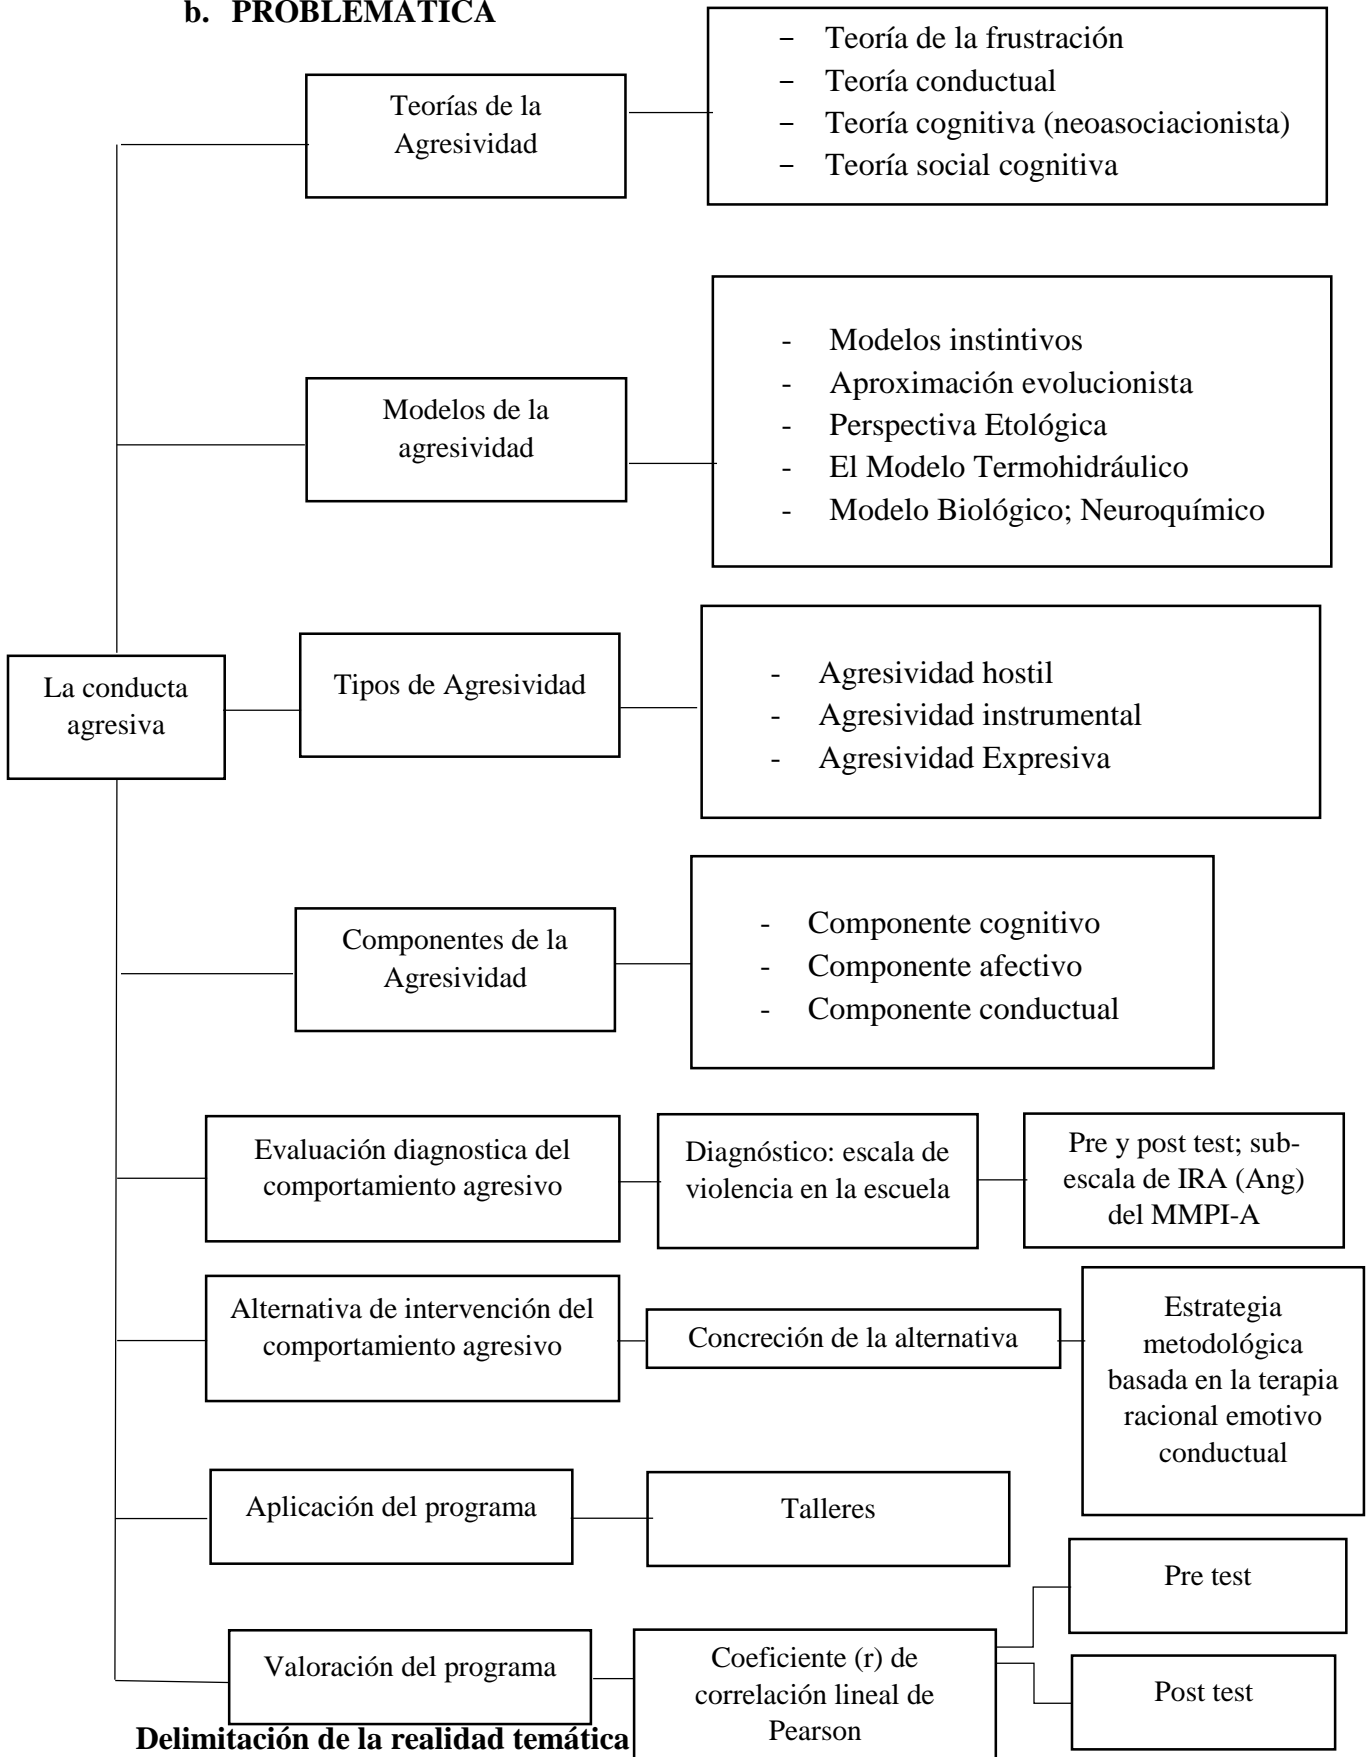 b. PROBLEMÁTICA
Teorías de la
Agresividad
- Teoría de la frustración
- Teoría conductual
- Teoría cognitiva (neoasociacionista)
- Teoría social cognitiva
Modelos de la
agresividad
- Modelos instintivos
- Aproximación evolucionista
- Perspectiva Etológica
- El Modelo Termohidráulico
- Modelo Biológico; Neuroquímico
La conducta
agresiva
Tipos de Agresividad
- Agresividad hostil
- Agresividad instrumental
- Agresividad Expresiva
Componentes de la
Agresividad
- Componente cognitivo
- Componente afectivo
- Componente conductual
Evaluación diagnostica del
comportamiento agresivo
Diagnóstico: escala de
violencia en la escuela
Pre y post test; sub-
escala de IRA (Ang)
del MMPI-A
Alternativa de intervención del
comportamiento agresivo
Concreción de la alternativa
Estrategia
metodológica
basada en la terapia
racional emotivo
conductual
Aplicación del programa
Talleres
Valoración del programa
Coeficiente (r) de
correlación lineal de
Pearson
Pre test
Post test
Delimitación de la realidad temática